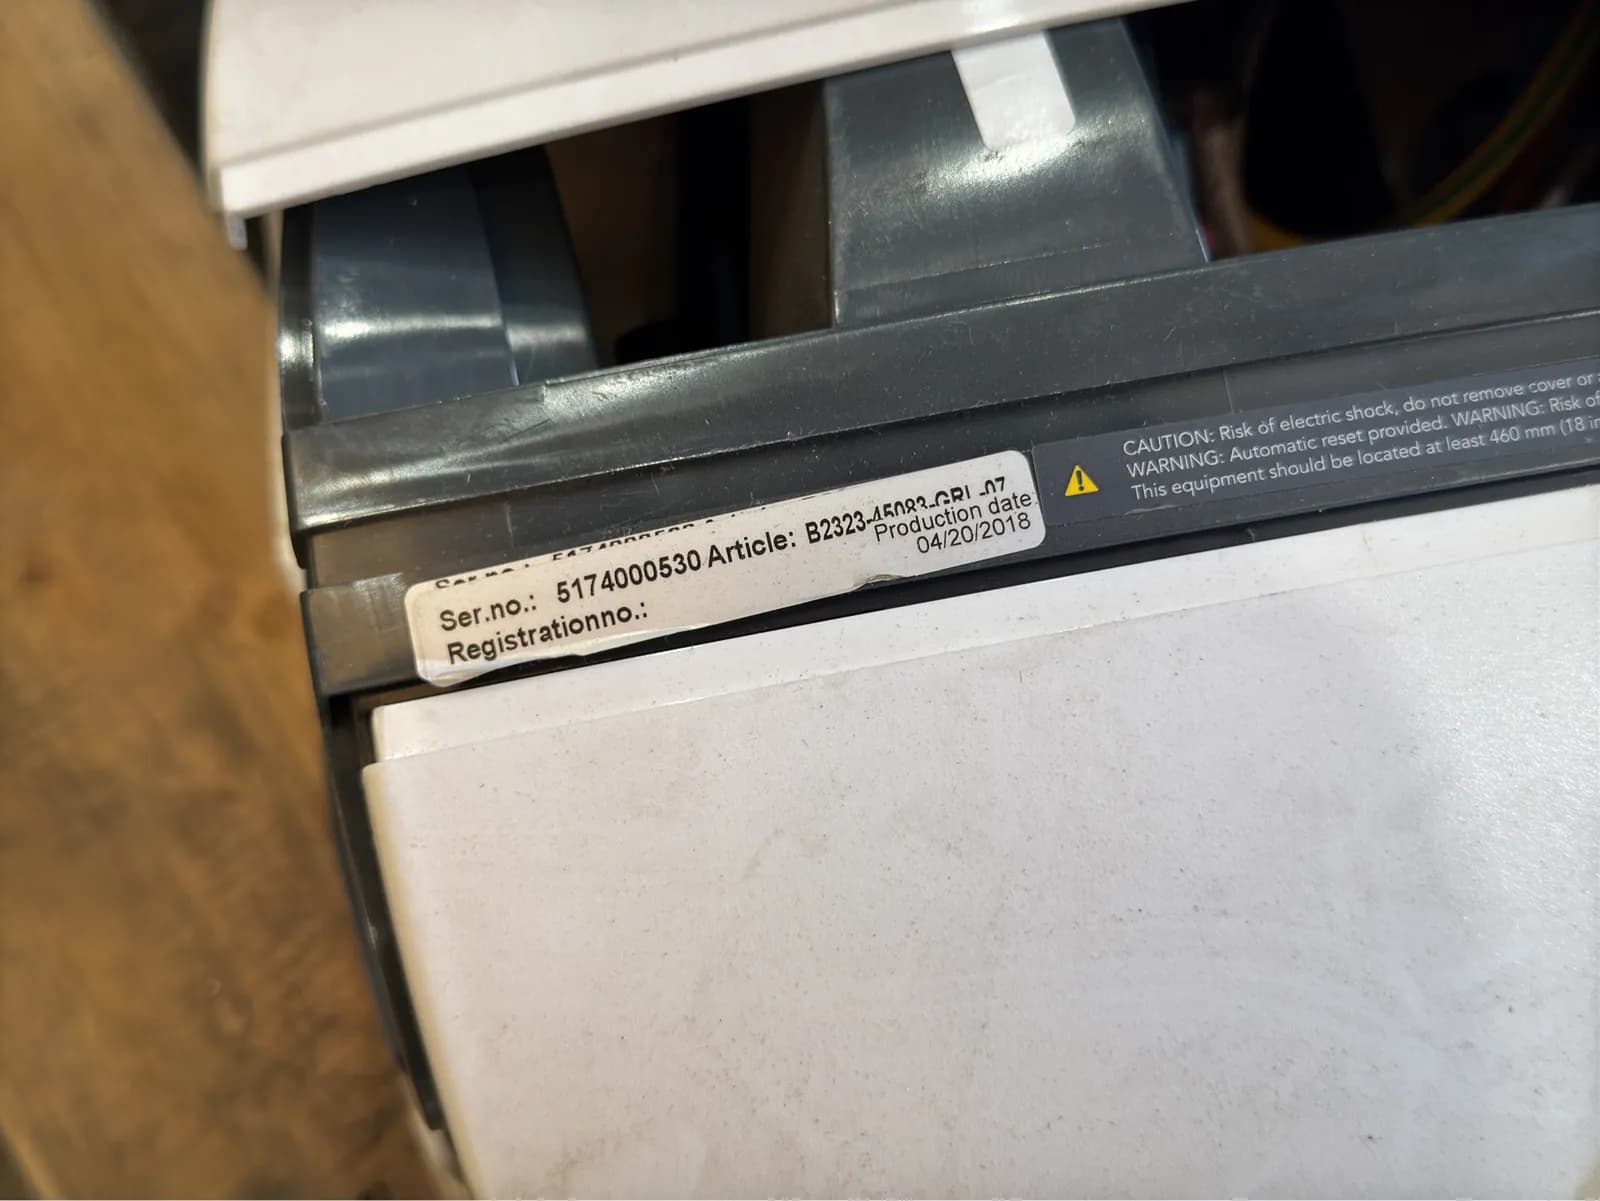 Ser.no.: 5174000530 Article: B2323-45083-GRL-07
Production date:
04/20/2018
Registrationno.:
CAUTION: Risk of electric shock, do not remove cover or
WARNING: Automatic reset provided. WARNING: Risk of
This equipment should be located at least 460 mm (18 in